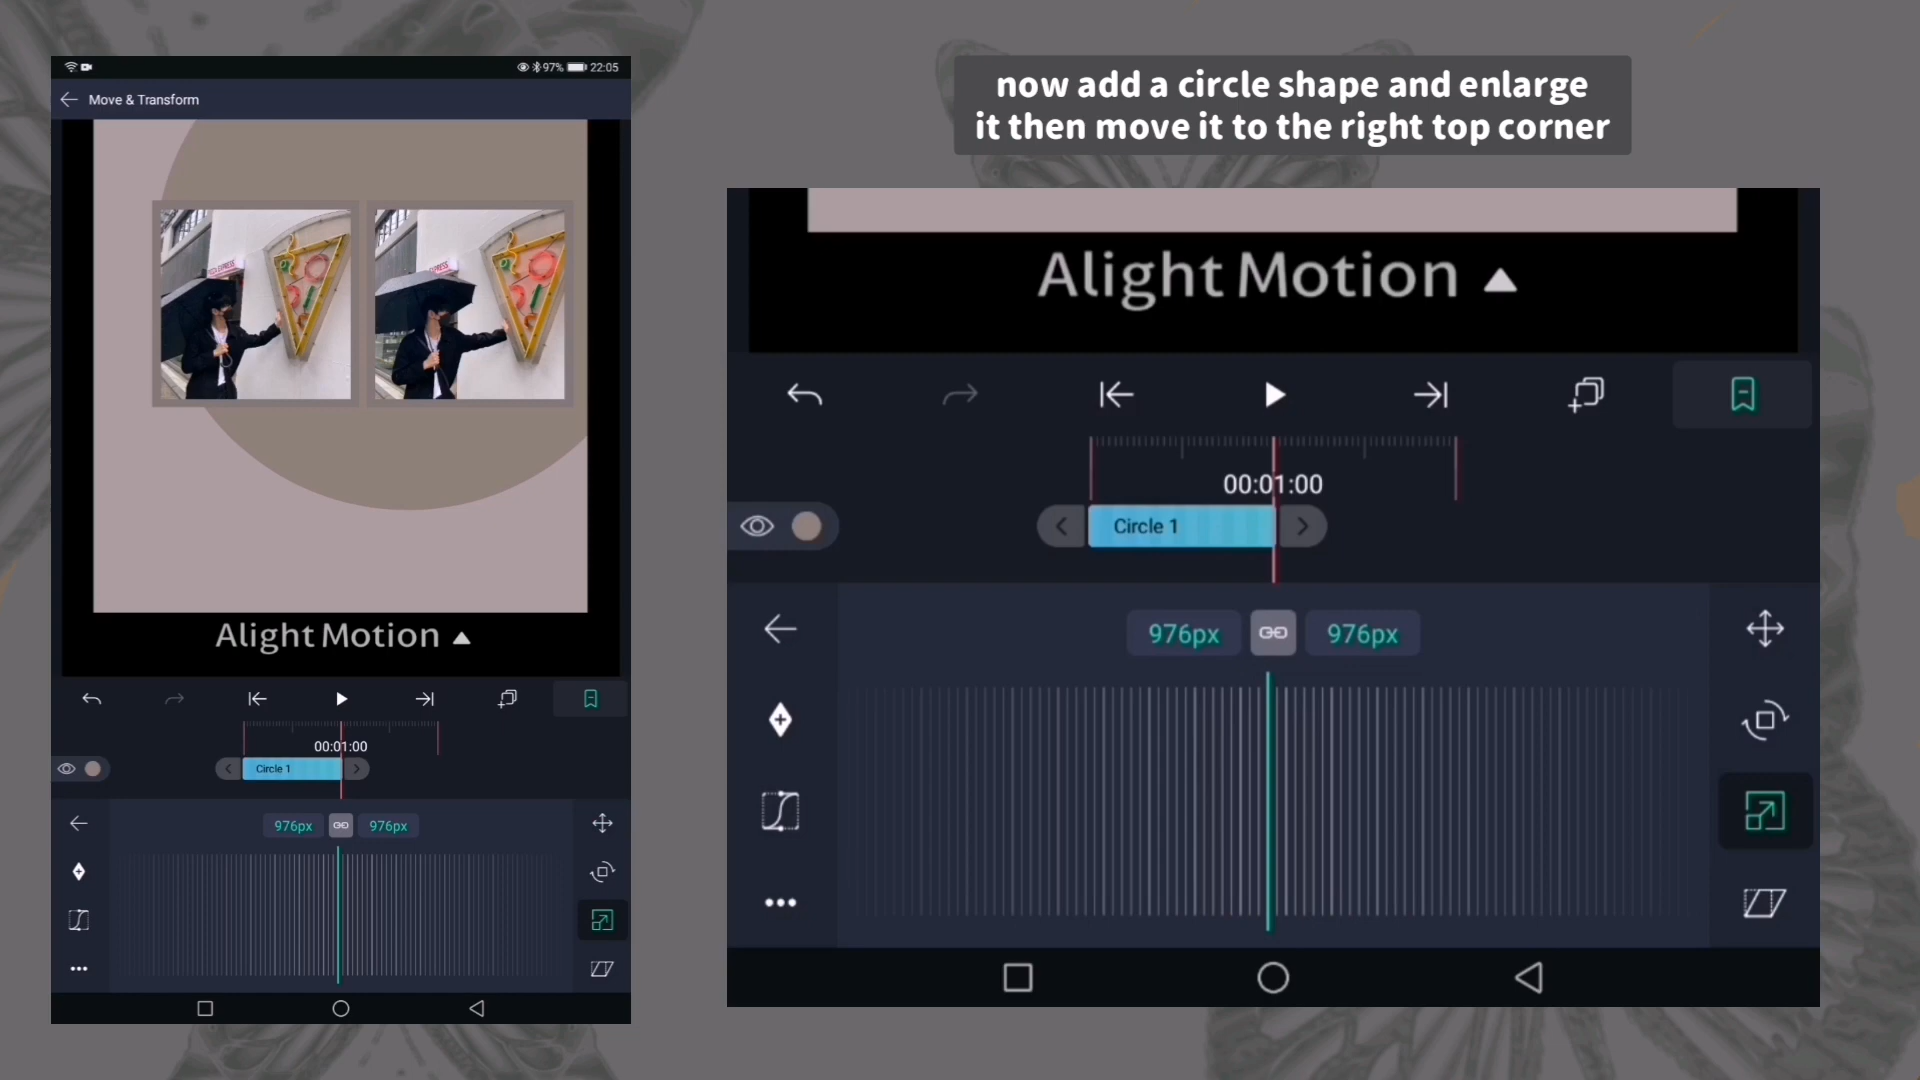 now add a circle shape and enlarge
it then move it to the right top corner
97% 22:05
Move & Transform
Alight Motion
00:01:00
Circle 1
976px 976px
Alight Motion
00:01:00
Circle 1
976px 976px